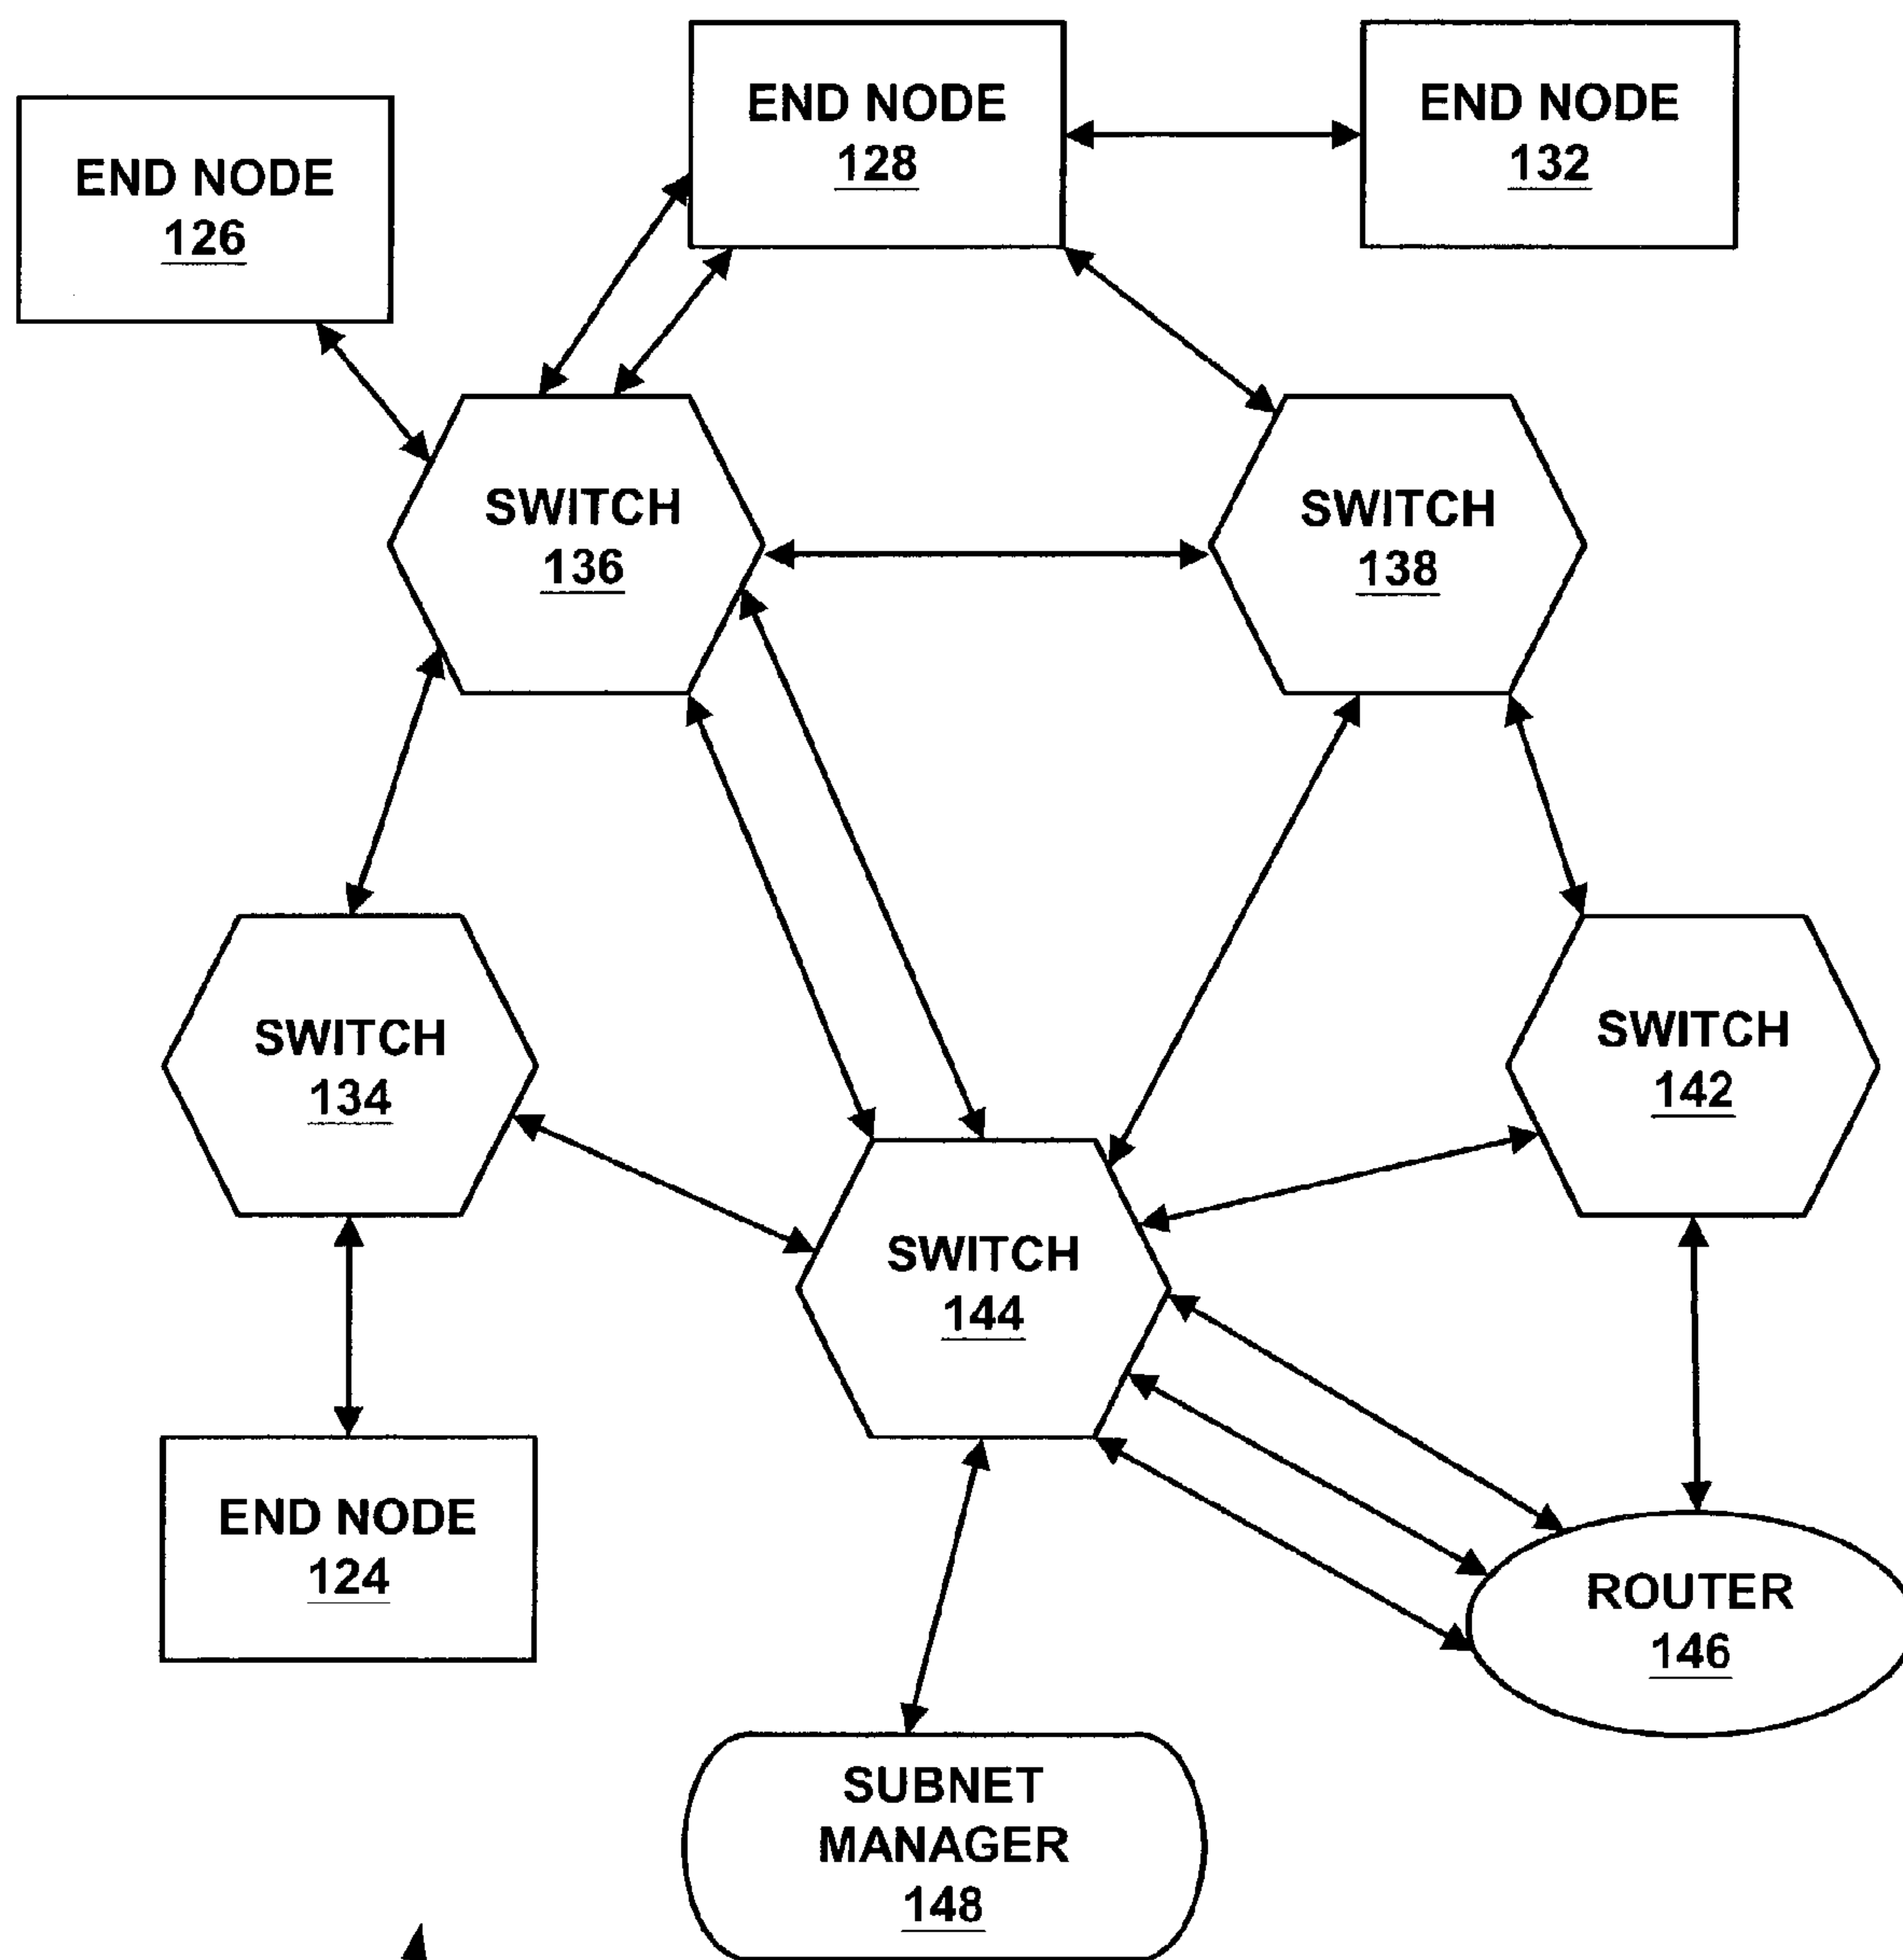 END NODE
128
END NODE
132
END NODE
126
SWITCH
136
SWITCH
138
SWITCH
134
SWITCH
142
SWITCH
144
END NODE
124
ROUTER
146
SUBNET
MANAGER
148